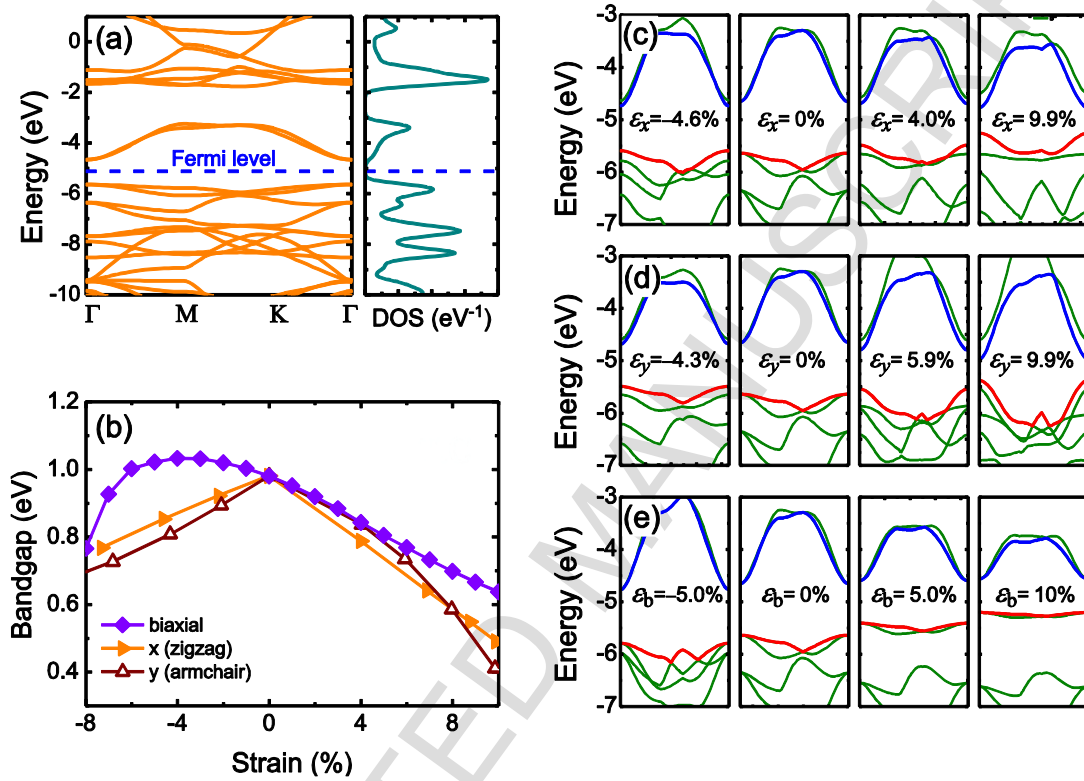 (a)
Energy (eV)
0
-2
-4
-6
-8
-10
Fermi level
Γ
M
K
Γ
DOS (eV⁻¹)
(b)
Bandgap (eV)
1.2
1.0
0.8
0.6
0.4
biaxial
x (zigzag)
y (armchair)
-8
-4
0
4
8
Strain (%)
(c)
Energy (eV)
-3
-4
-5
-6
-7
εx=–4.6%
εx= 0%
εx= 4.0%
εx= 9.9%
(d)
Energy (eV)
-3
-4
-5
-6
-7
εy=–4.3%
εy= 0%
εy= 5.9%
εy= 9.9%
(e)
Energy (eV)
-3
-4
-5
-6
-7
εb=–5.0%
εb= 0%
εb= 5.0%
εb= 10%
TED MANUSCRIP